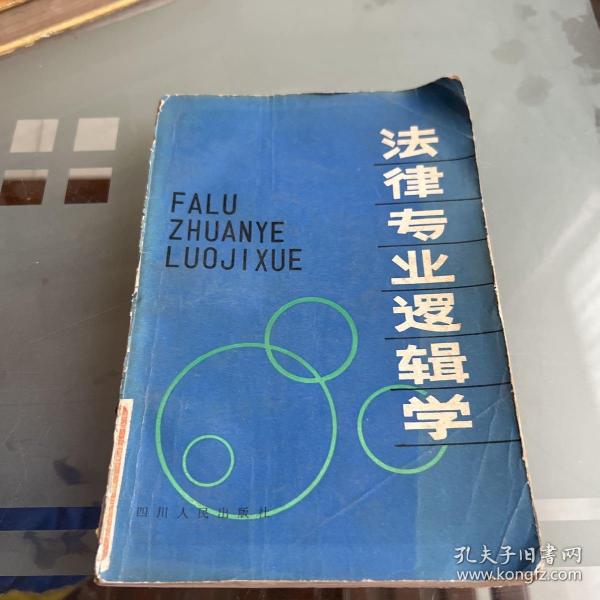 法律专业逻辑学
FALU
ZHUANYE
LUOJIXUE
四川人民出版社
孔夫子旧书网
www.kongfz.com